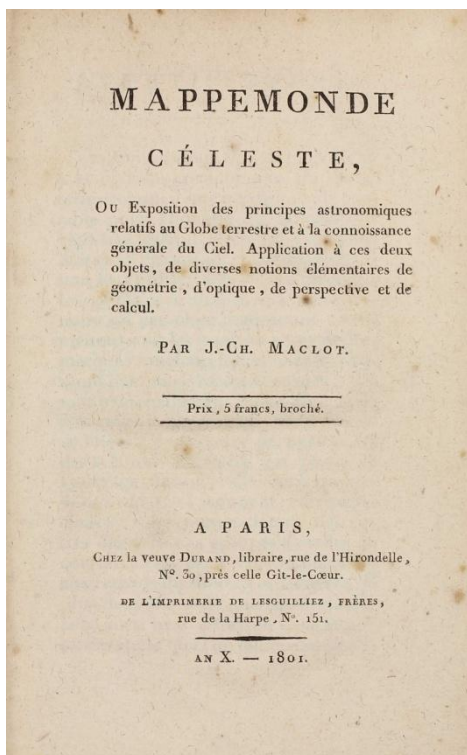 MAPPEMONDE
CÉLESTE,
OU Exposition des principes astronomiques
relatifs au Globe terrestre et à la connoissance
générale du Ciel. Application à ces deux
objets, de diverses notions élémentaires de
géométrie, d'optique, de perspective et de
calcul.
PAR J.-CH. MACLOT.
Prix, 5 francs, broché.
A PARIS,
CHEZ la veuve DURAND, libraire, rue de l'Hirondelle,
Nº. 30, près celle Gît-le-Cœur.
DE L'IMPRIMERIE DE LESGUILLIEZ, FRÈRES,
rue de la Harpe, Nº. 151.
AN X. — 1801.